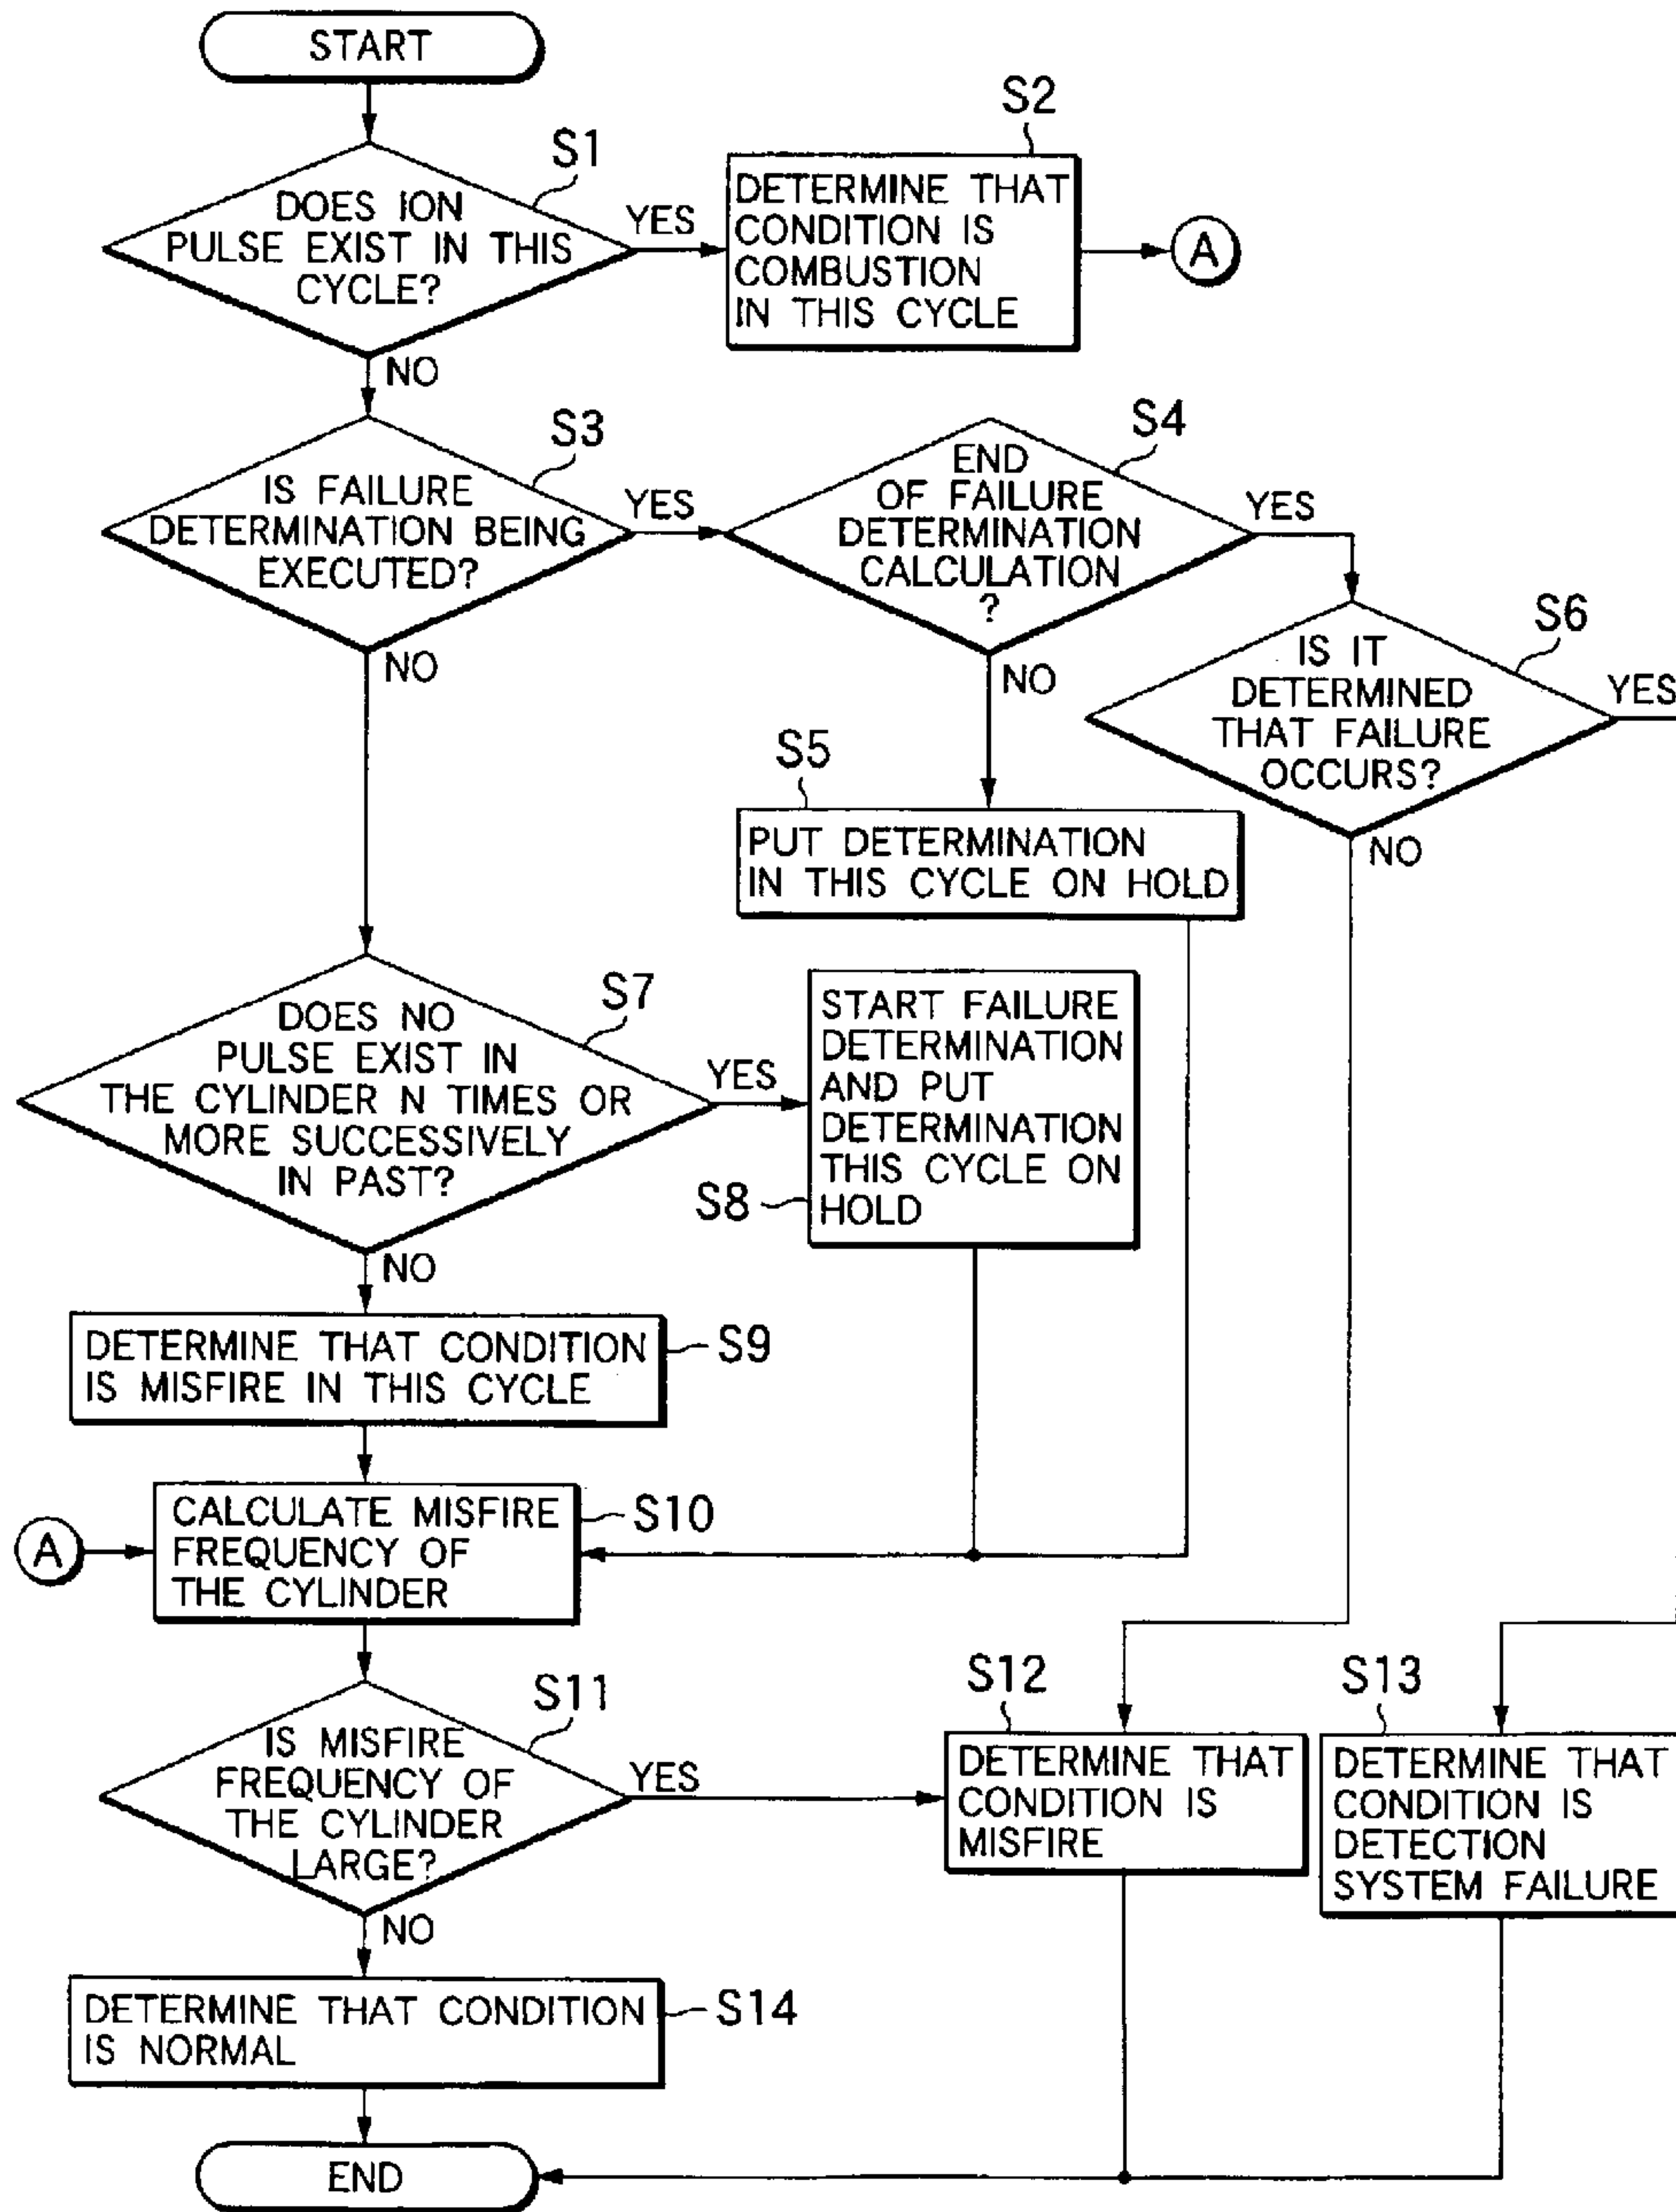 START
S1
DOES ION
PULSE EXIST IN THIS
CYCLE?
YES
NO
S2
DETERMINE THAT
CONDITION IS
COMBUSTION
IN THIS CYCLE
A
S3
IS FAILURE
DETERMINATION BEING
EXECUTED?
YES
NO
S4
END
OF FAILURE
DETERMINATION
CALCULATION
?
YES
NO
S6
IS IT
DETERMINED
THAT FAILURE
OCCURS?
YES
NO
S5
PUT DETERMINATION
IN THIS CYCLE ON HOLD
S7
DOES NO
PULSE EXIST IN
THE CYLINDER N TIMES OR
MORE SUCCESSIVELY
IN PAST?
YES
NO
START FAILURE
DETERMINATION
AND PUT
DETERMINATION
THIS CYCLE ON
HOLD
S8
DETERMINE THAT CONDITION
IS MISFIRE IN THIS CYCLE
S9
A
CALCULATE MISFIRE
FREQUENCY OF
THE CYLINDER
S10
S11
IS MISFIRE
FREQUENCY OF
THE CYLINDER
LARGE?
YES
NO
S12
DETERMINE THAT
CONDITION IS
MISFIRE
S13
DETERMINE THAT
CONDITION IS
DETECTION
SYSTEM FAILURE
DETERMINE THAT CONDITION
IS NORMAL
S14
END